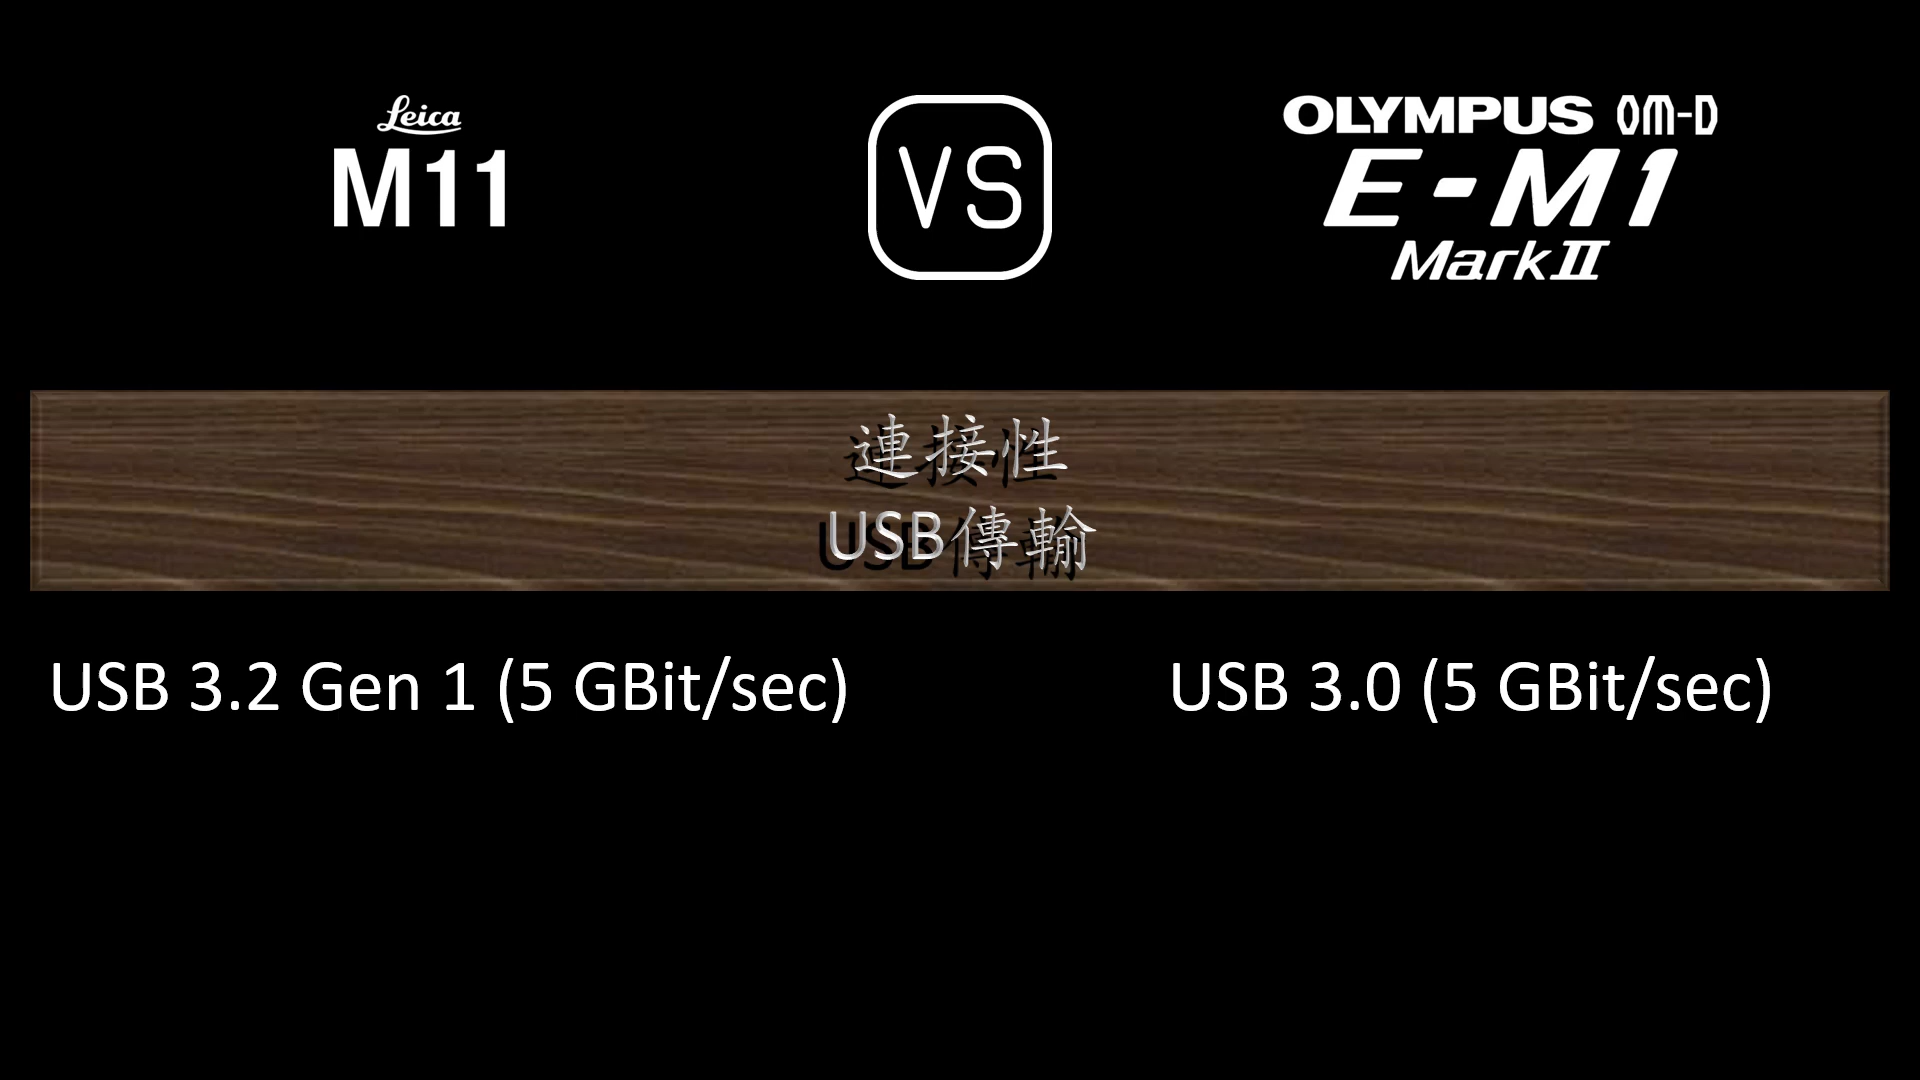 Leica
M11
VS
OLYMPUS OM-D
E-M1
Mark II
連接性
USB傳輸
USB 3.2 Gen 1 (5 GBit/sec)
USB 3.0 (5 GBit/sec)